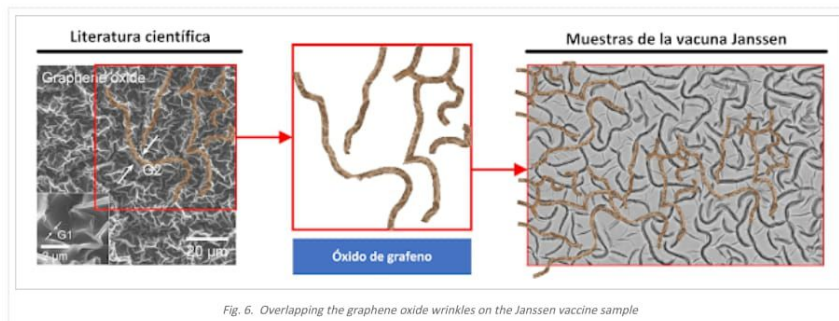 Literatura científica
Muestras de la vacuna Janssen
Graphene oxide
G2
G1
2 μm
20 μm
Óxido de grafeno
Fig. 6. Overlapping the graphene oxide wrinkles on the Janssen vaccine sample